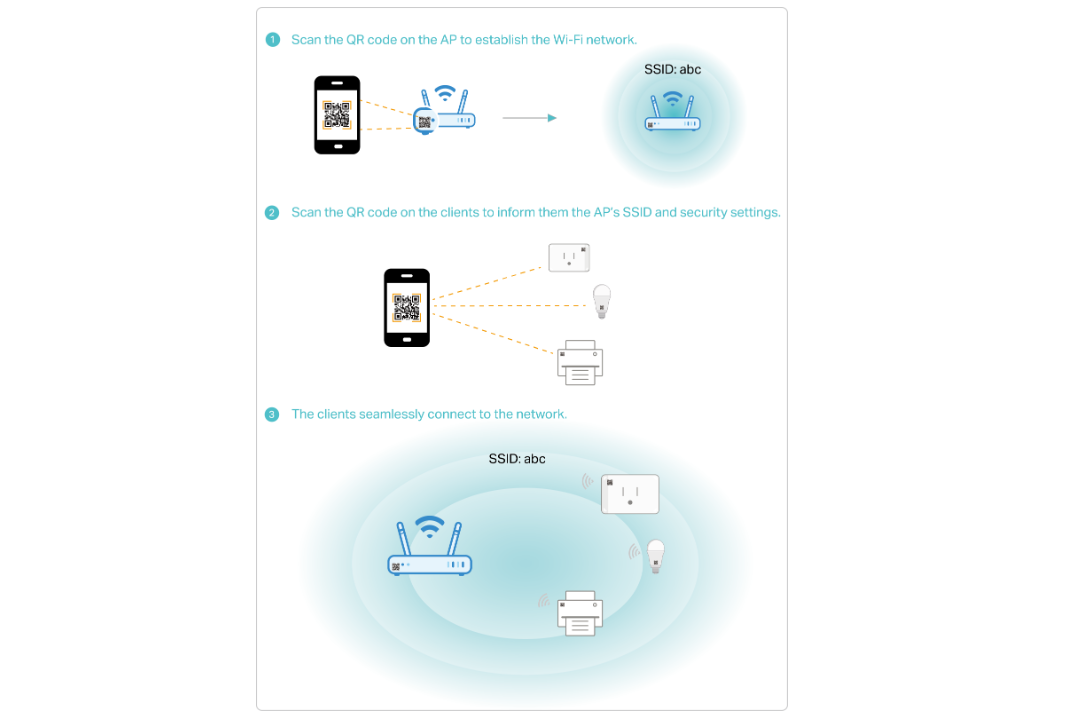 1 Scan the QR code on the AP to establish the Wi-Fi network.
SSID: abc
2 Scan the QR code on the clients to inform them the AP's SSID and security settings.
3 The clients seamlessly connect to the network.
SSID: abc